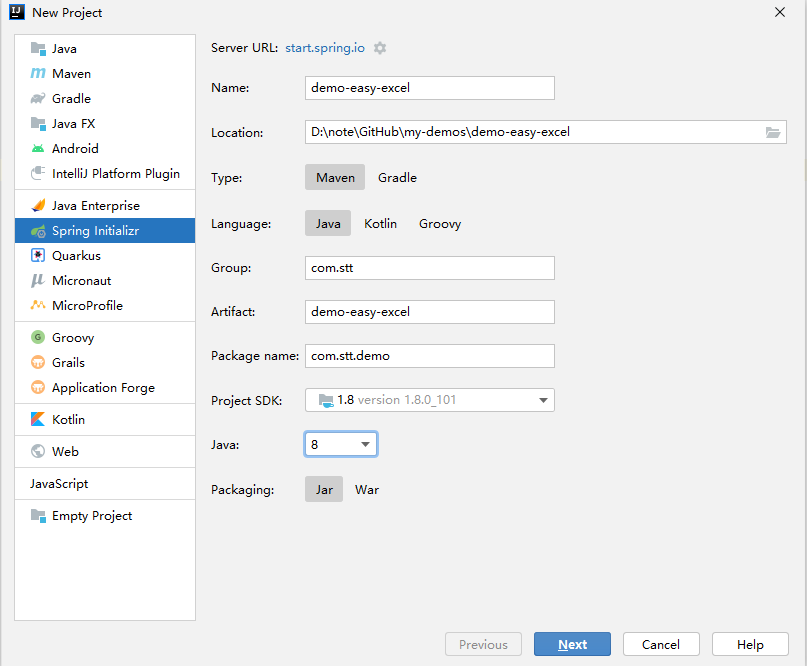 New Project
Java
Maven
Gradle
Java FX
Android
IntelliJ Platform Plugin
Java Enterprise
Spring Initializr
Quarkus
Micronaut
MicroProfile
Groovy
Grails
Application Forge
Kotlin
Web
JavaScript
Empty Project
Server URL: start.spring.io
Name: demo-easy-excel
Location: D:\note\GitHub\my-demos\demo-easy-excel
Type: Maven Gradle
Language: Java Kotlin Groovy
Group: com.stt
Artifact: demo-easy-excel
Package name: com.stt.demo
Project SDK: 1.8 version 1.8.0_101
Java: 8
Packaging: Jar War
Previous Next Cancel Help